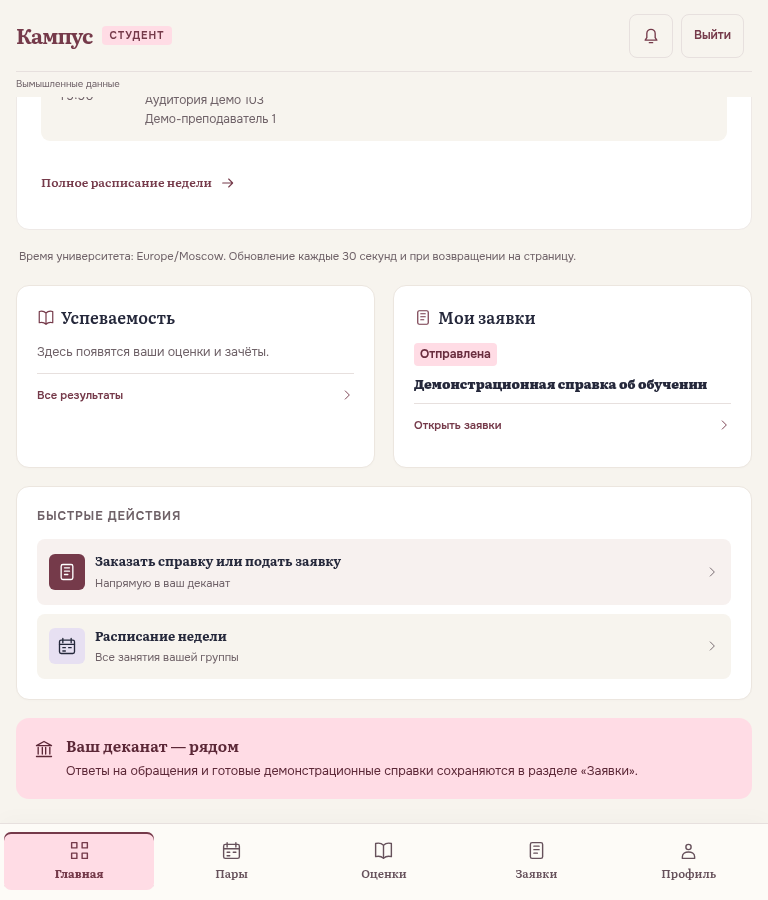 Кампус
СТУДЕНТ
Выйти
Вымышленные данные
Аудитория Демо 103
Демо-преподаватель 1
Полное расписание недели
Время университета: Europe/Moscow. Обновление каждые 30 секунд и при возвращении на страницу.
Успеваемость
Здесь появятся ваши оценки и зачёты.
Все результаты
Мои заявки
Отправлена
Демонстрационная справка об обучении
Открыть заявки
БЫСТРЫЕ ДЕЙСТВИЯ
Заказать справку или подать заявку
Напрямую в ваш деканат
Расписание недели
Все занятия вашей группы
Ваш деканат — рядом
Ответы на обращения и готовые демонстрационные справки сохраняются в разделе «Заявки».
Главная
Пары
Оценки
Заявки
Профиль